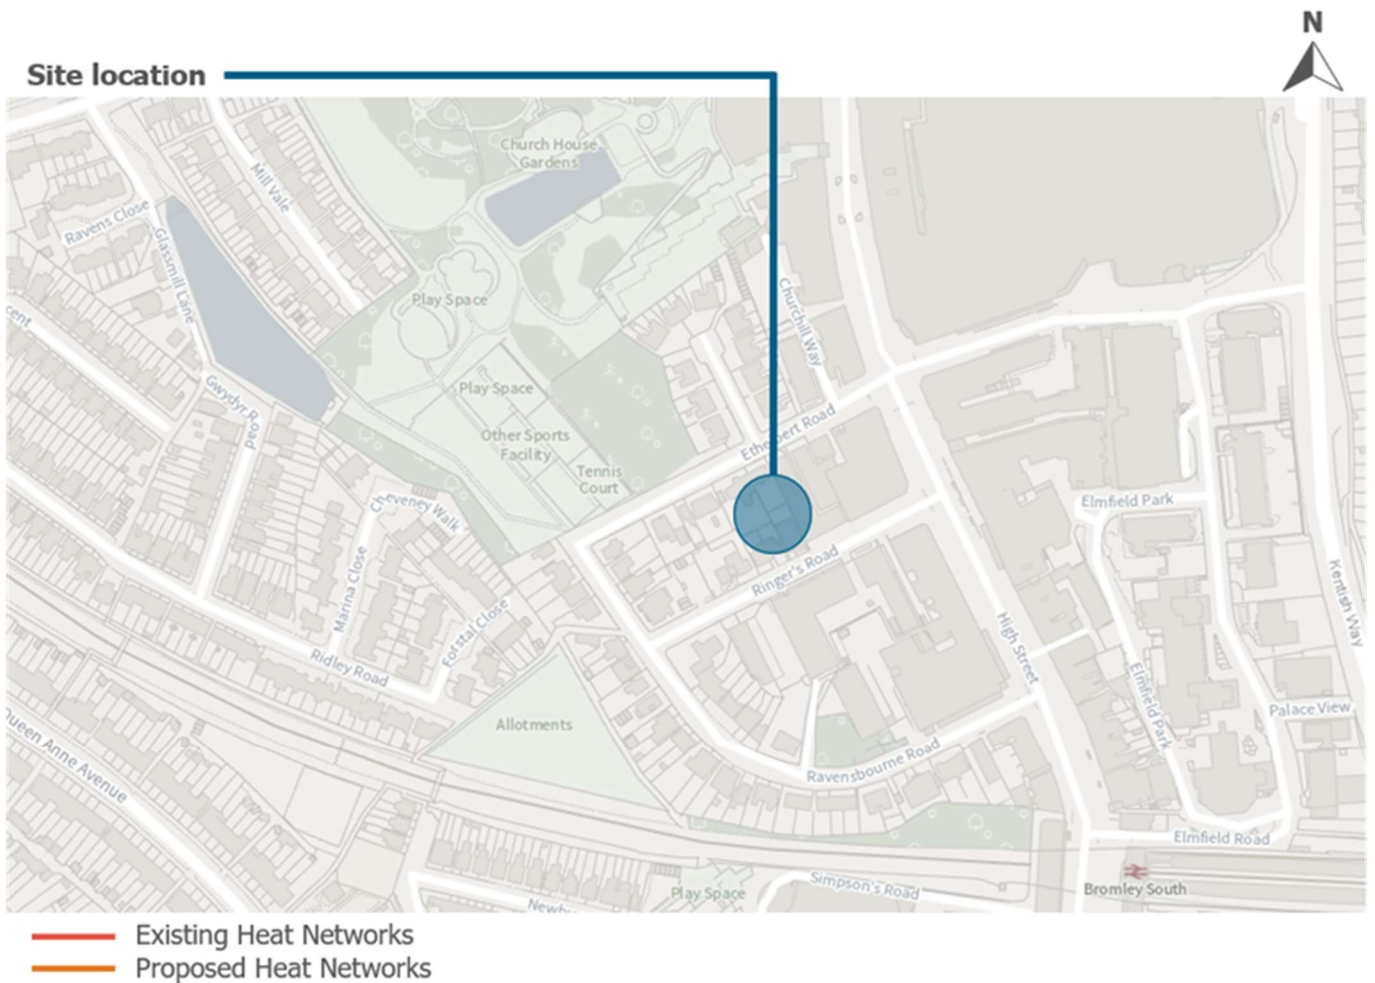 N
Site location
Church House
Gardens
Mill Vale
Ravens Close
Glassmill Lane
Churchill Way
Play Space
cent
Play Space
Gwydyr Road
Ethelbert Road
Other Sports
Facility
Tennis
Court
Cheveney Walk
Elmfield Park
Ringer's Road
Marina Close
Kentish Way
Forstal Close
High Street
Ridley Road
Elmfield Park
Palace View
Allotments
Queen Anne Avenue
Ravensbourne Road
Elmfield Road
Simpson's Road
Bromley South
Play Space
Newb
Existing Heat Networks
Proposed Heat Networks